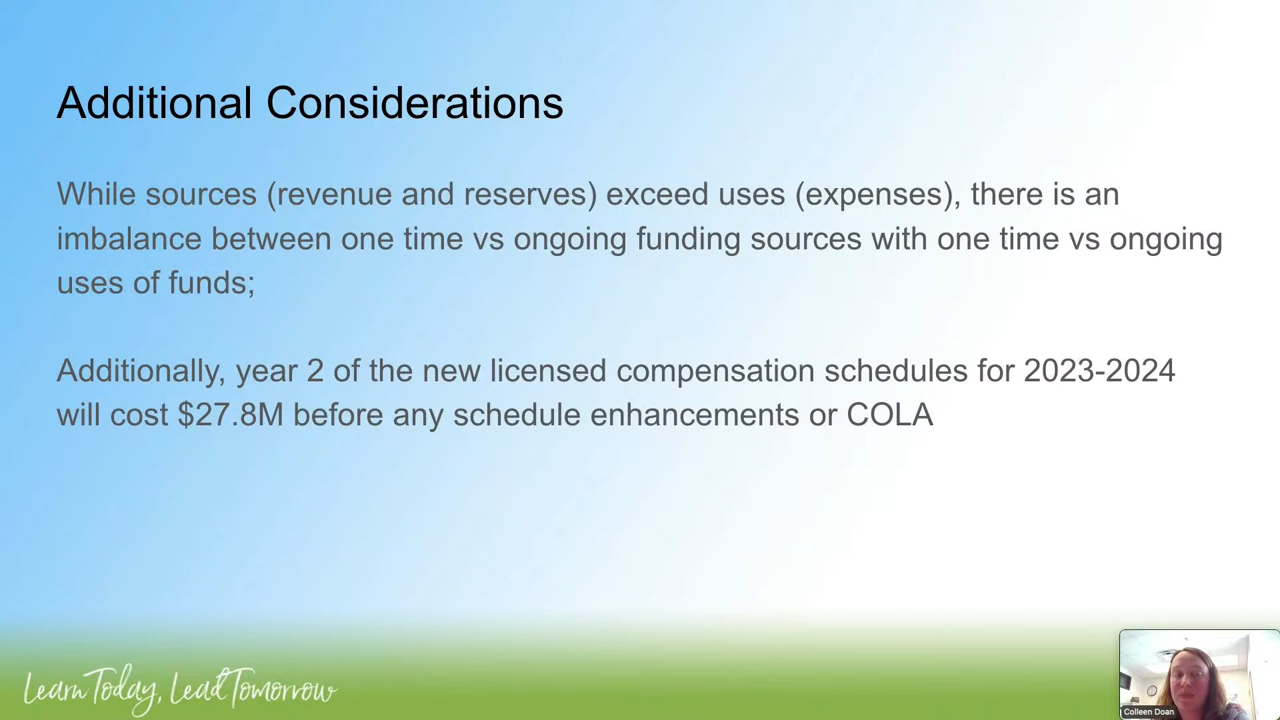 Additional Considerations
While sources (revenue and reserves) exceed uses (expenses), there is an
imbalance between one time vs ongoing funding sources with one time vs ongoing
uses of funds;
Additionally, year 2 of the new licensed compensation schedules for 2023-2024
will cost $27.8M before any schedule enhancements or COLA
Learn Today, Lead Tomorrow
Colleen Doan